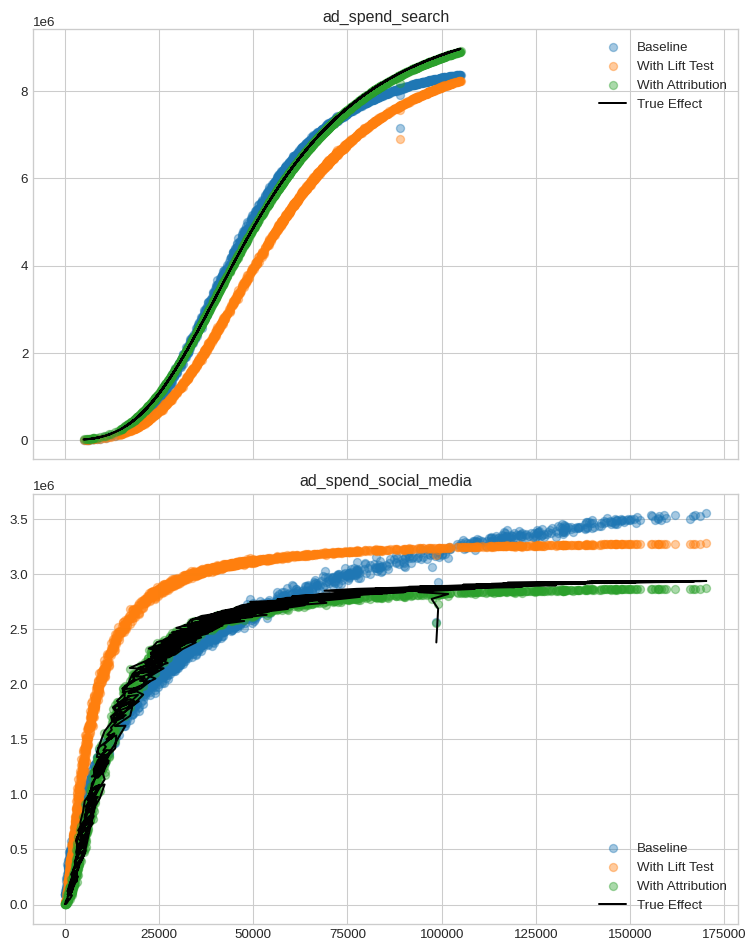 ad_spend_search
1e6
Baseline
With Lift Test
With Attribution
True Effect
8
6
4
2
0
ad_spend_social_media
1e6
3.5
3.0
2.5
2.0
1.5
1.0
0.5
0.0
Baseline
With Lift Test
With Attribution
True Effect
0 25000 50000 75000 100000 125000 150000 175000